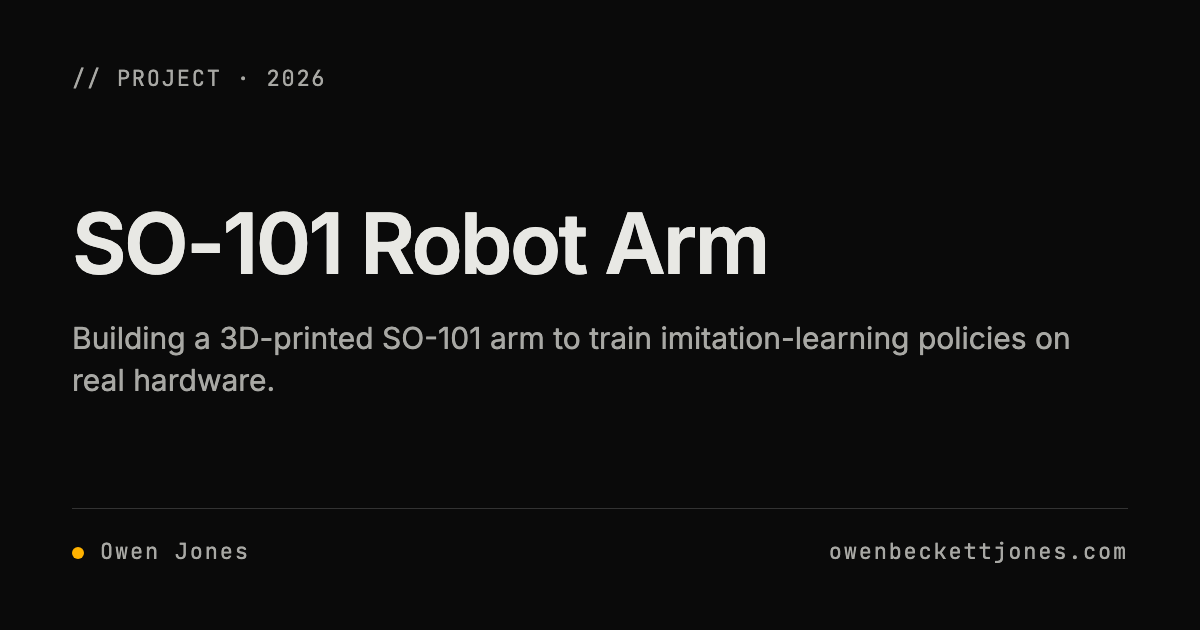 // PROJECT · 2026
SO-101 Robot Arm
Building a 3D-printed SO-101 arm to train imitation-learning policies on
real hardware.
Owen Jones
owenbeckettjones.com